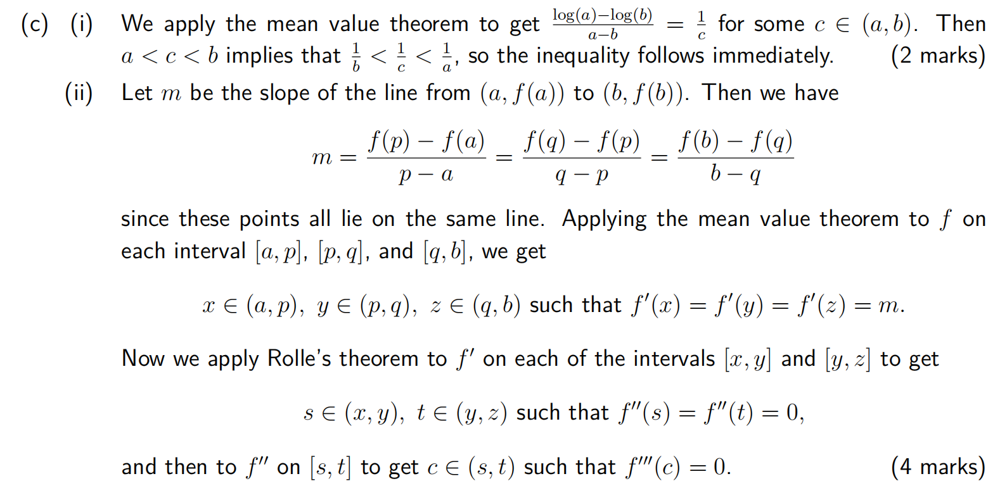 (c) (i) We apply the mean value theorem to get $\frac{\log(a)-\log(b)}{a-b} = \frac{1}{c}$ for some $c \in (a, b)$. Then
$a < c < b$ implies that $\frac{1}{b} < \frac{1}{c} < \frac{1}{a}$, so the inequality follows immediately. (2 marks)
(ii) Let $m$ be the slope of the line from $(a, f(a))$ to $(b, f(b))$. Then we have
$m = \frac{f(p) - f(a)}{p - a} = \frac{f(q) - f(p)}{q - p} = \frac{f(b) - f(q)}{b - q}$
since these points all lie on the same line. Applying the mean value theorem to $f$ on
each interval $[a, p]$, $[p, q]$, and $[q, b]$, we get
$x \in (a, p),\ y \in (p, q),\ z \in (q, b)$ such that $f'(x) = f'(y) = f'(z) = m.$
Now we apply Rolle's theorem to $f'$ on each of the intervals $[x, y]$ and $[y, z]$ to get
$s \in (x, y),\ t \in (y, z)$ such that $f''(s) = f''(t) = 0,$
and then to $f''$ on $[s, t]$ to get $c \in (s, t)$ such that $f'''(c) = 0$. (4 marks)